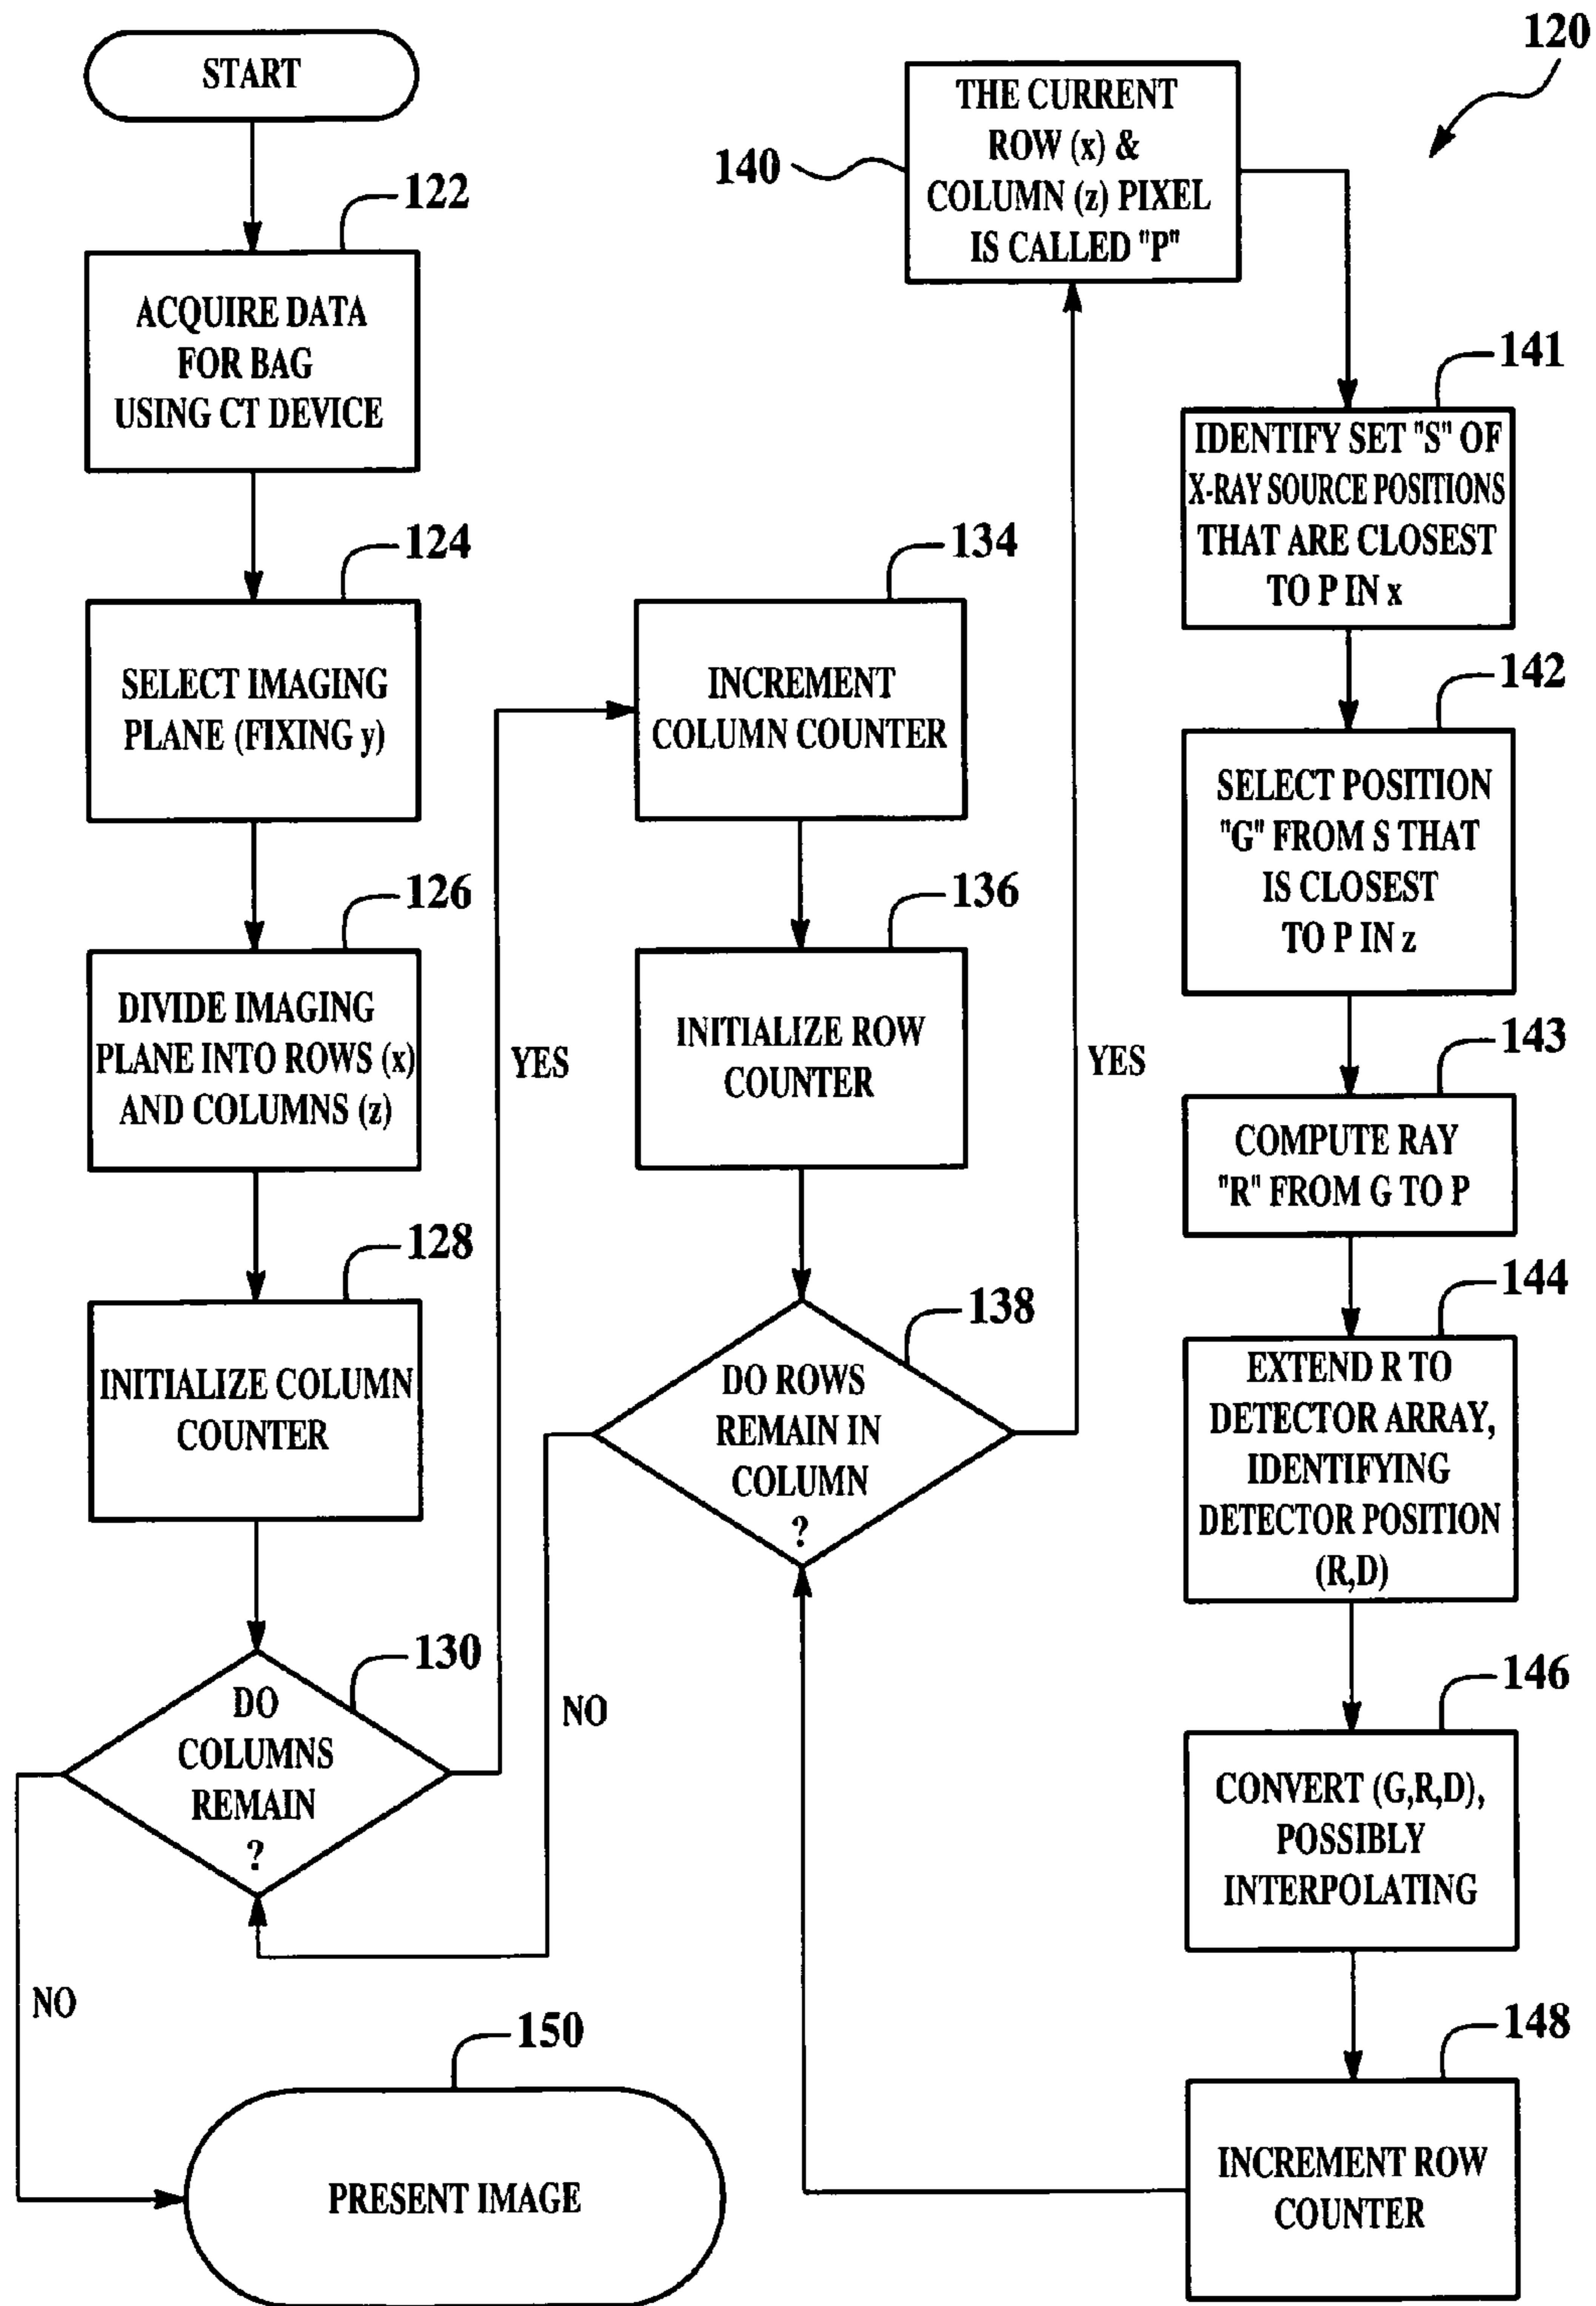 START
122
ACQUIRE DATA
FOR BAG
USING CT DEVICE
124
SELECT IMAGING
PLANE (FIXING y)
126
DIVIDE IMAGING
PLANE INTO ROWS (x)
AND COLUMNS (z)
128
INITIALIZE COLUMN
COUNTER
130
DO
COLUMNS
REMAIN
?
NO
YES
150
PRESENT IMAGE
134
INCREMENT
COLUMN COUNTER
136
INITIALIZE ROW
COUNTER
138
DO ROWS
REMAIN IN
COLUMN
?
NO
YES
120
140
THE CURRENT
ROW (x) &
COLUMN (z) PIXEL
IS CALLED "P"
141
IDENTIFY SET "S" OF
X-RAY SOURCE POSITIONS
THAT ARE CLOSEST
TO P IN x
142
SELECT POSITION
"G" FROM S THAT
IS CLOSEST
TO P IN z
143
COMPUTE RAY
"R" FROM G TO P
144
EXTEND R TO
DETECTOR ARRAY,
IDENTIFYING
DETECTOR POSITION
(R,D)
146
CONVERT (G,R,D),
POSSIBLY
INTERPOLATING
148
INCREMENT ROW
COUNTER